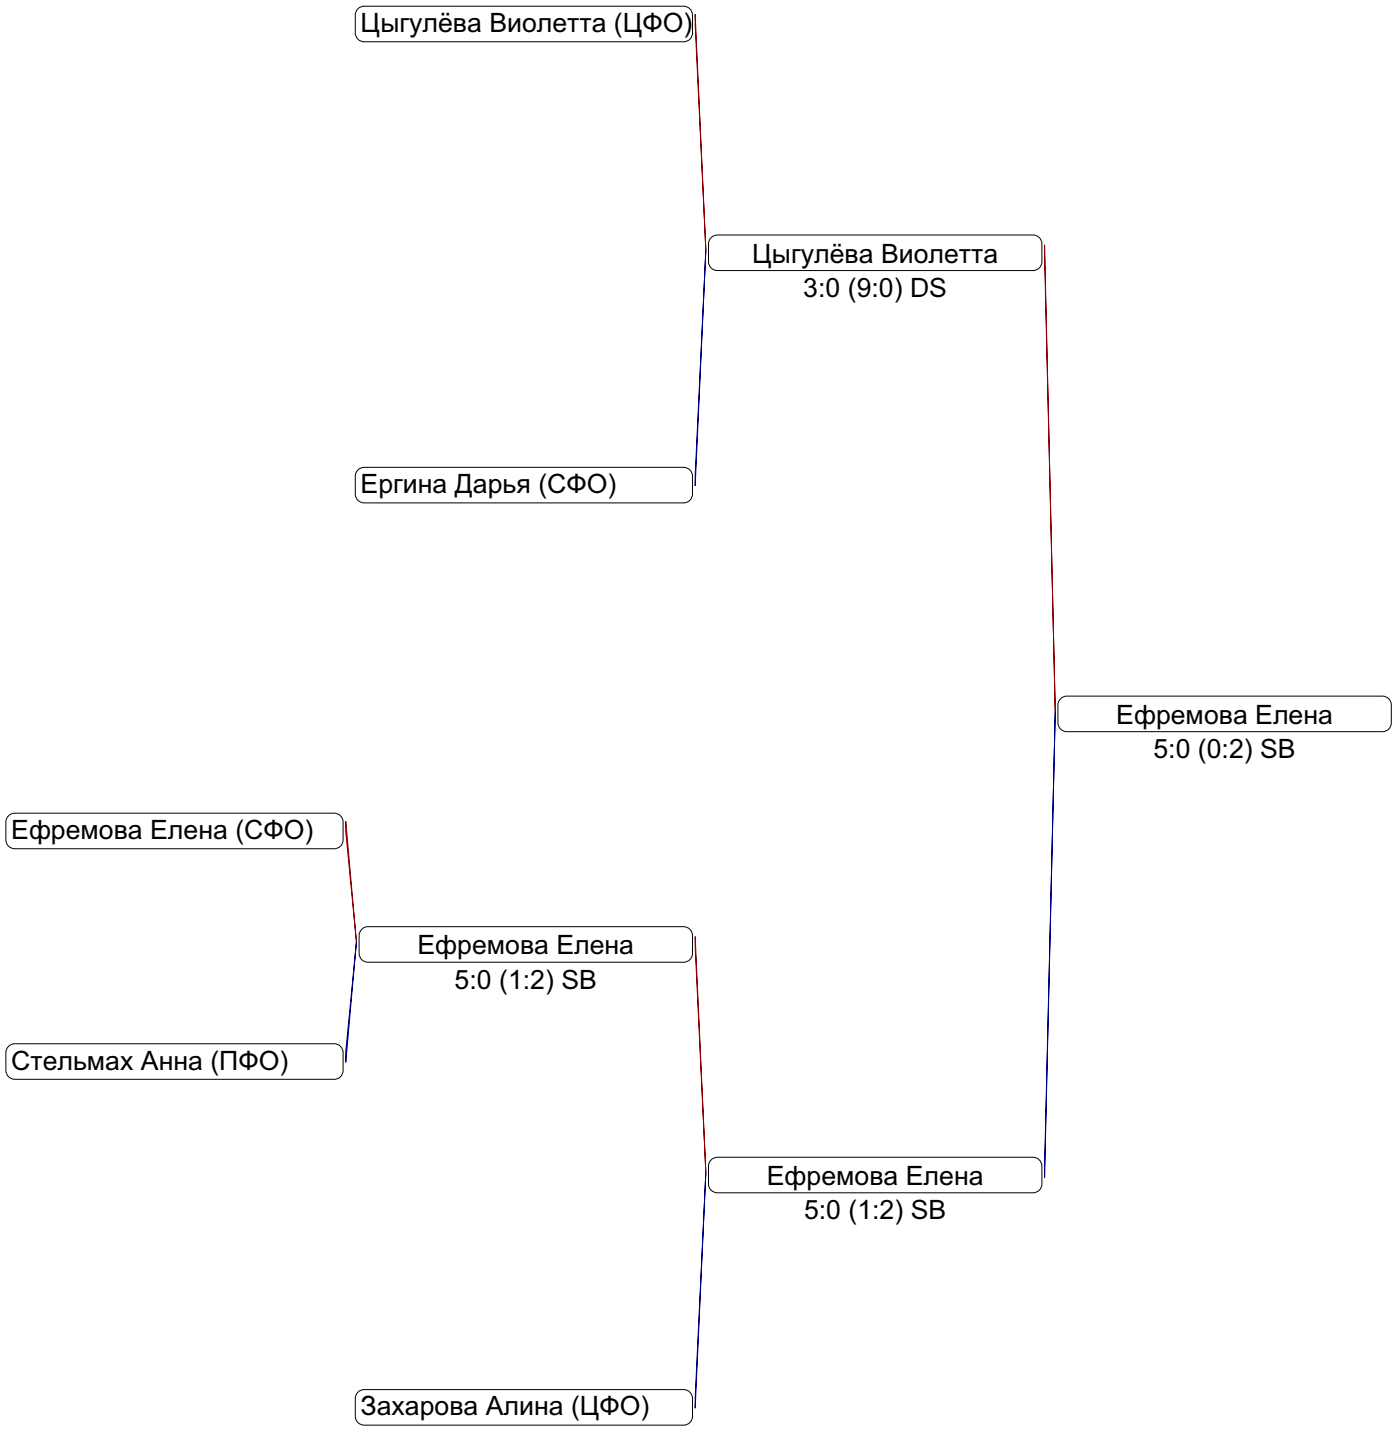 Цыгулёва Виолетта (ЦФО)
Цыгулёва Виолетта
3:0 (9:0) DS
Ергина Дарья (СФО)
Ефремова Елена
5:0 (0:2) SB
Ефремова Елена (СФО)
Ефремова Елена
5:0 (1:2) SB
Стельмах Анна (ПФО)
Ефремова Елена
5:0 (1:2) SB
Захарова Алина (ЦФО)